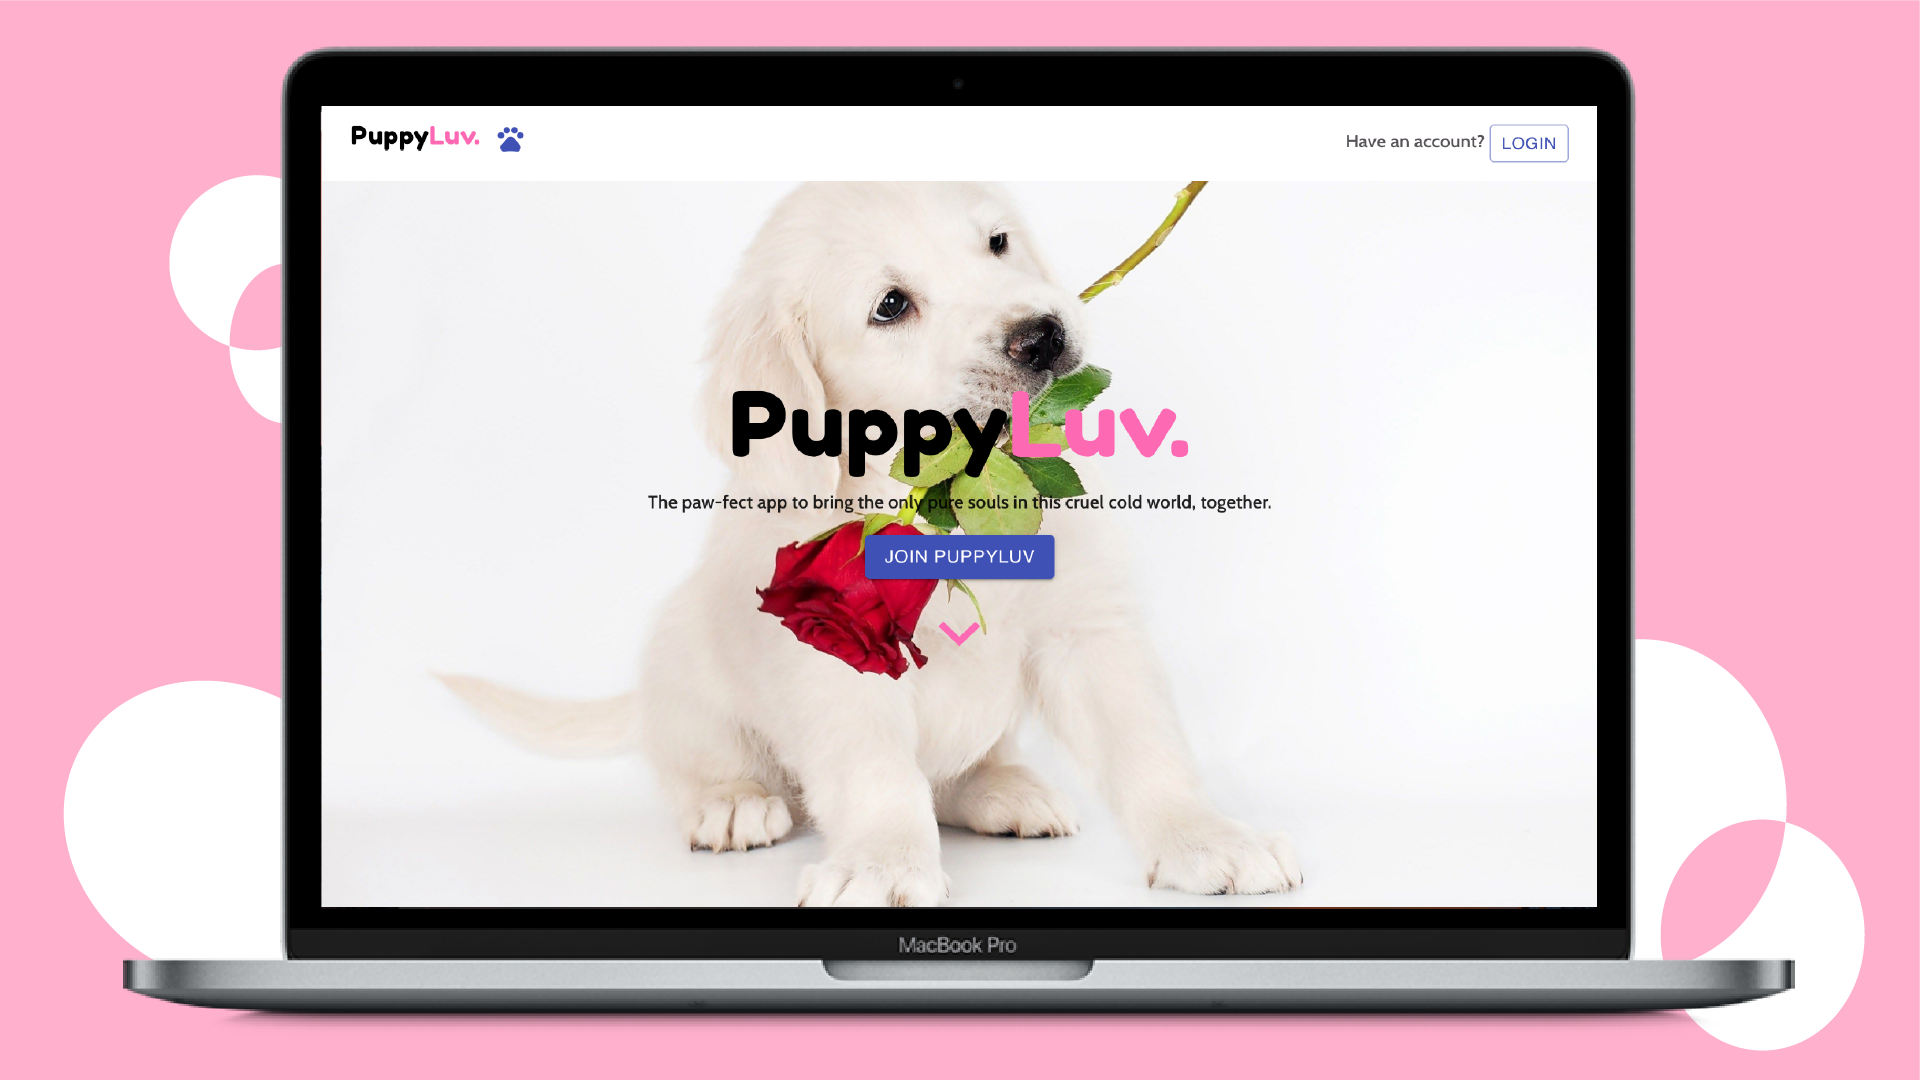 PuppyLuv.
Have an account? LOGIN
PuppyLuv.
The paw-fect app to bring the only pure souls in this cruel cold world, together.
JOIN PUPPYLUV
MacBook Pro